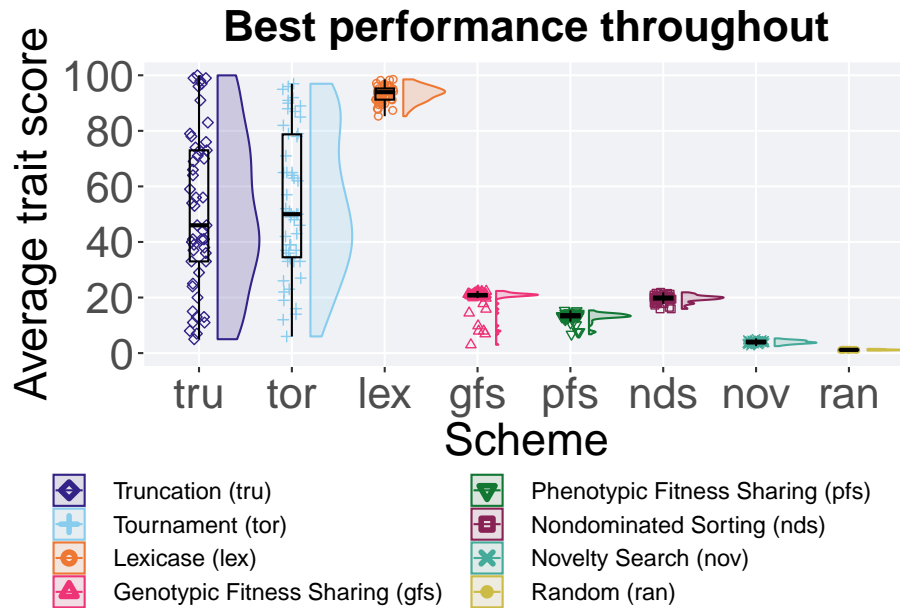 Best performance throughout
Average trait score
100
80
60
40
20
0
tru tor lex gfs pfs nds nov ran
Scheme
Truncation (tru)
Tournament (tor)
Lexicase (lex)
Genotypic Fitness Sharing (gfs)
Phenotypic Fitness Sharing (pfs)
Nondominated Sorting (nds)
Novelty Search (nov)
Random (ran)